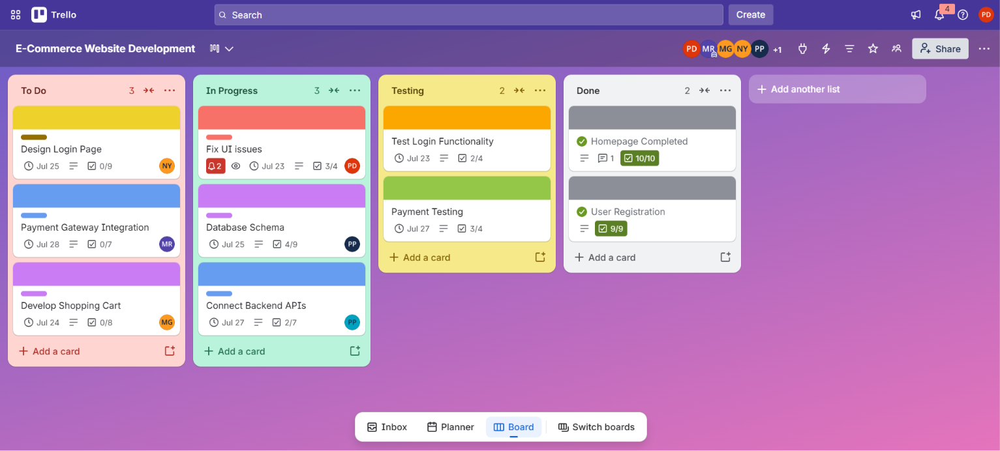 Trello
Search
Create
4
PD
E-Commerce Website Development
PD MR MG NY PP +1
Share
To Do 3
Design Login Page
Jul 25 0/9 NY
Payment Gateway Integration
Jul 28 0/7 MR
Develop Shopping Cart
Jul 24 0/8 MG
Add a card
In Progress 3
Fix UI issues
2 Jul 23 3/4 PD
Database Schema
Jul 25 4/9 PP
Connect Backend APIs
Jul 27 2/7 PP
Add a card
Testing 2
Test Login Functionality
Jul 23 2/4
Payment Testing
Jul 27 3/4
Add a card
Done 2
Homepage Completed
1 10/10
User Registration
9/9
Add a card
Add another list
Inbox Planner Board Switch boards